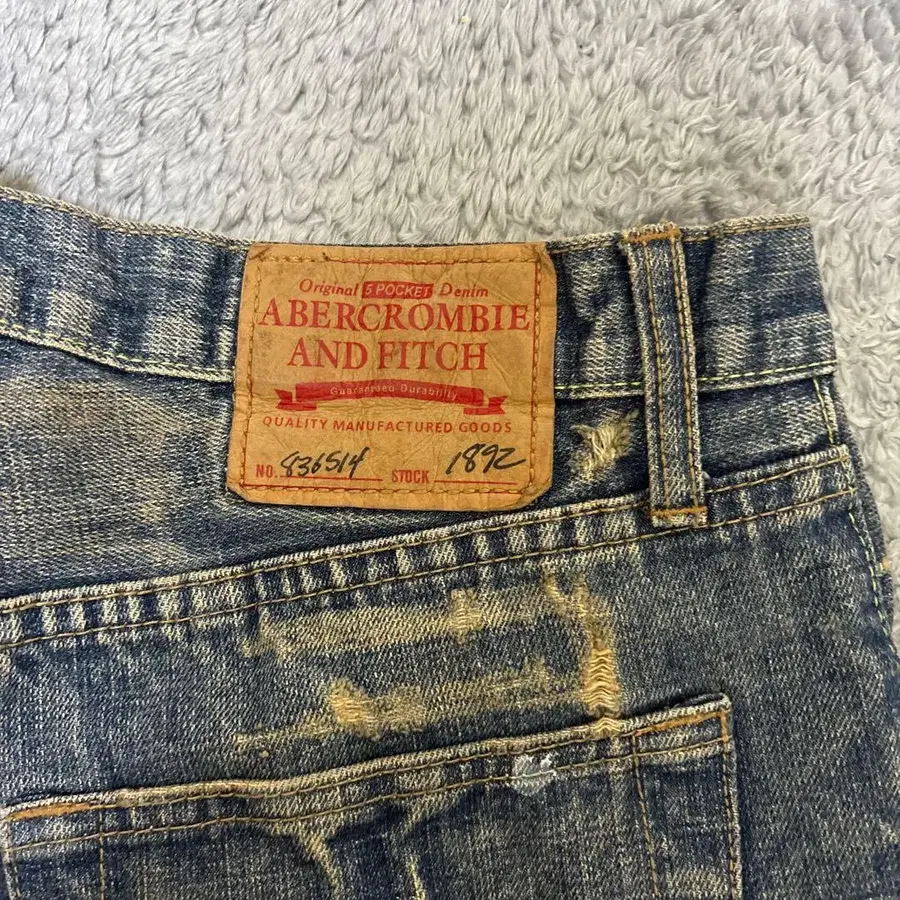 Original 5 POCKET Denim
ABERCROMBIE
AND FITCH
Guaranteed Durability
QUALITY MANUFACTURED GOODS
NO. 836514 STOCK 1892